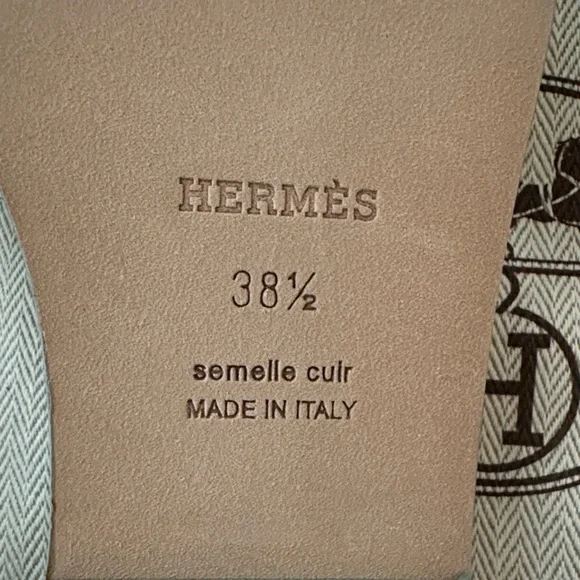 HERMÈS
38½
semelle cuir
MADE IN ITALY
H